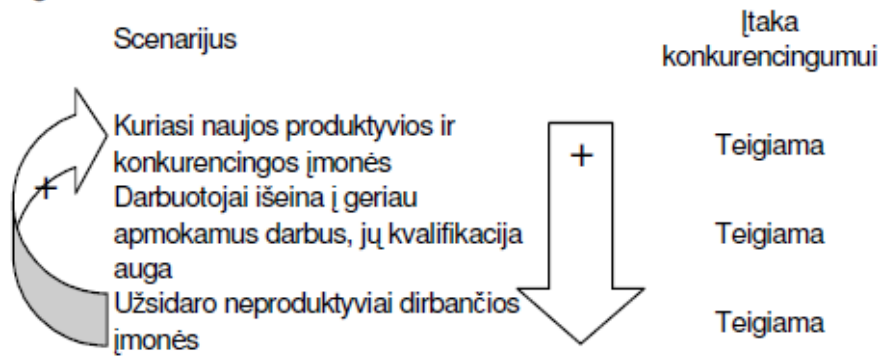 Scenarijus
Įtaka
konkurencingumui
Kuriasi naujos produktyvios ir
konkurencingos įmonės
+
Teigiama
+
Darbuotojai išeina į geriau
apmokamus darbus, jų kvalifikacija
auga
Teigiama
Užsidaro neproduktyviai dirbančios
įmonės
Teigiama